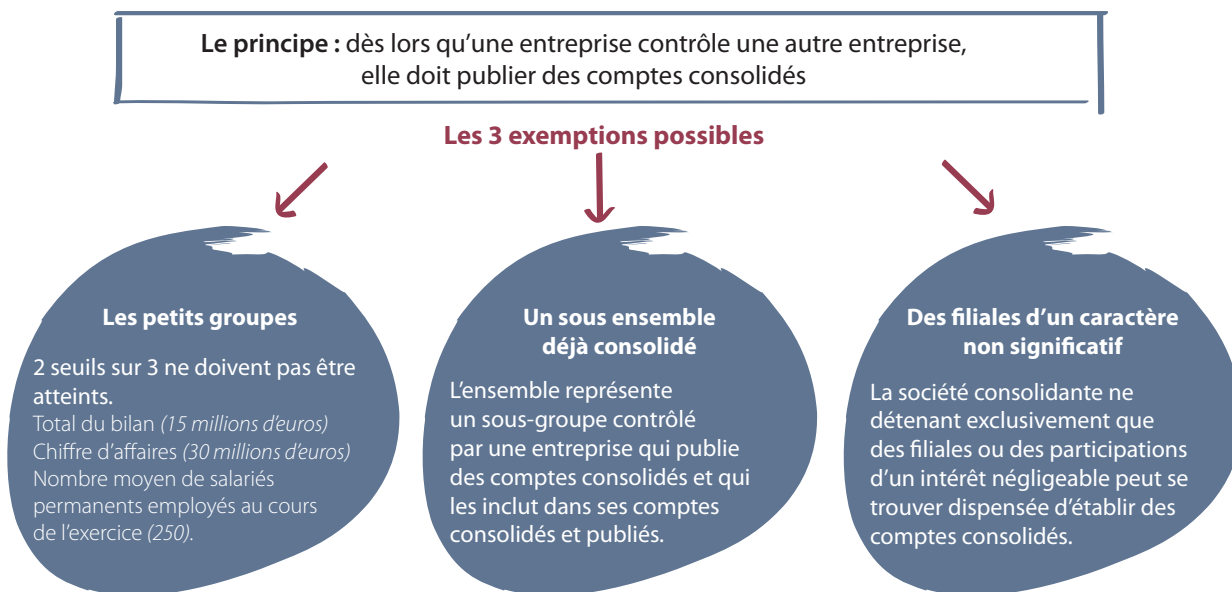 Le principe : dès lors qu'une entreprise contrôle une autre entreprise,
elle doit publier des comptes consolidés
Les 3 exemptions possibles
Les petits groupes
2 seuils sur 3 ne doivent pas être
atteints.
Total du bilan (15 millions d'euros)
Chiffre d'affaires (30 millions d'euros)
Nombre moyen de salariés
permanents employés au cours
de l'exercice (250).
Un sous ensemble
déjà consolidé
L'ensemble représente
un sous-groupe contrôlé
par une entreprise qui publie
des comptes consolidés et qui
les inclut dans ses comptes
consolidés et publiés.
Des filiales d'un caractère
non significatif
La société consolidante ne
détenant exclusivement que
des filiales ou des participations
d'un intérêt négligeable peut se
trouver dispensée d'établir des
comptes consolidés.